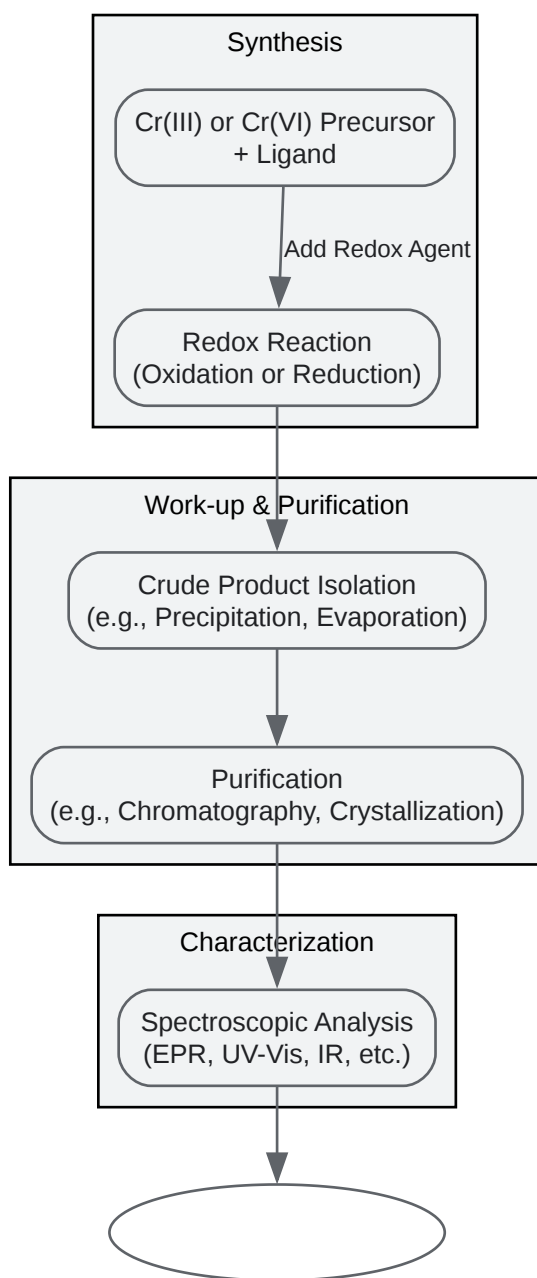 Synthesis
Cr(III) or Cr(VI) Precursor
+ Ligand
Add Redox Agent
Redox Reaction
(Oxidation or Reduction)
Work-up & Purification
Crude Product Isolation
(e.g., Precipitation, Evaporation)
Purification
(e.g., Chromatography, Crystallization)
Characterization
Spectroscopic Analysis
(EPR, UV-Vis, IR, etc.)